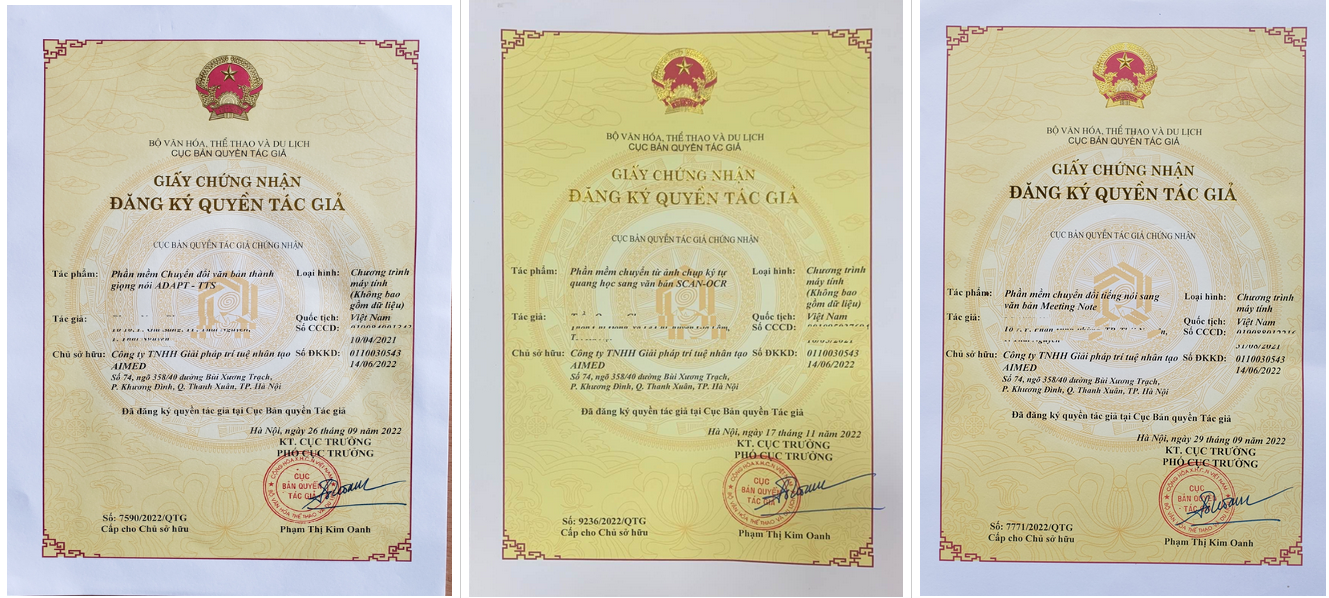 BỘ VĂN HÓA, THỂ THAO VÀ DU LỊCH
CỤC BẢN QUYỀN TÁC GIẢ
GIẤY CHỨNG NHẬN
ĐĂNG KÝ QUYỀN TÁC GIẢ
CỤC BẢN QUYỀN TÁC GIẢ CHỨNG NHẬN
Tác phẩm: Phần mềm Chuyển đổi văn bản thành giọng nói ADAPT - TTS
Loại hình: Chương trình máy tính (Không bao gồm dữ liệu)
Tác giả:
Quốc tịch: Việt Nam
Số CCCD:
10/04/2021
Chủ sở hữu: Công ty TNHH Giải pháp trí tuệ nhân tạo AIMED
Số ĐKKD: 0110030543
14/06/2022
Số 74, ngõ 358/40 đường Bùi Xương Trạch,
P. Khương Đình, Q. Thanh Xuân, TP. Hà Nội
Đã đăng ký quyền tác giả tại Cục Bản quyền Tác giả
Hà Nội, ngày 26 tháng 09 năm 2022
KT. CỤC TRƯỞNG
PHÓ CỤC TRƯỞNG
CỤC
BẢN QUYỀN
TÁC GIẢ
Số: 7590/2022/QTG
Cấp cho Chủ sở hữu
Phạm Thị Kim Oanh
BỘ VĂN HÓA, THỂ THAO VÀ DU LỊCH
CỤC BẢN QUYỀN TÁC GIẢ
GIẤY CHỨNG NHẬN
ĐĂNG KÝ QUYỀN TÁC GIẢ
CỤC BẢN QUYỀN TÁC GIẢ CHỨNG NHẬN
Tác phẩm: Phần mềm chuyển từ ảnh chụp ký tự quang học sang văn bản SCAN-OCR
Loại hình: Chương trình máy tính (Không bao gồm dữ liệu)
Tác giả:
Quốc tịch: Việt Nam
Số CCCD:
Chủ sở hữu: Công ty TNHH Giải pháp trí tuệ nhân tạo AIMED
Số ĐKKD: 0110030543
14/06/2022
Số 74, ngõ 358/40 đường Bùi Xương Trạch,
P. Khương Đình, Q. Thanh Xuân, TP. Hà Nội
Đã đăng ký quyền tác giả tại Cục Bản quyền Tác giả
Hà Nội, ngày 17 tháng 11 năm 2022
KT. CỤC TRƯỞNG
PHÓ CỤC TRƯỞNG
CỤC
BẢN QUYỀN
TÁC GIẢ
Số: 9236/2022/QTG
Cấp cho Chủ sở hữu
Phạm Thị Kim Oanh
BỘ VĂN HÓA, THỂ THAO VÀ DU LỊCH
CỤC BẢN QUYỀN TÁC GIẢ
GIẤY CHỨNG NHẬN
ĐĂNG KÝ QUYỀN TÁC GIẢ
CỤC BẢN QUYỀN TÁC GIẢ CHỨNG NHẬN
Tác phẩm: Phần mềm chuyển đổi tiếng nói sang văn bản Meeting Note
Loại hình: Chương trình máy tính
Tác giả:
Quốc tịch: Việt Nam
Số CCCD:
Chủ sở hữu: Công ty TNHH Giải pháp trí tuệ nhân tạo AIMED
Số ĐKKD: 0110030543
14/06/2022
Số 74, ngõ 358/40 đường Bùi Xương Trạch,
P. Khương Đình, Q. Thanh Xuân, TP. Hà Nội
Đã đăng ký quyền tác giả tại Cục Bản quyền Tác giả
Hà Nội, ngày 29 tháng 09 năm 2022
KT. CỤC TRƯỞNG
PHÓ CỤC TRƯỞNG
CỤC
BẢN QUYỀN
TÁC GIẢ
Số: 7771/2022/QTG
Cấp cho Chủ sở hữu
Phạm Thị Kim Oanh